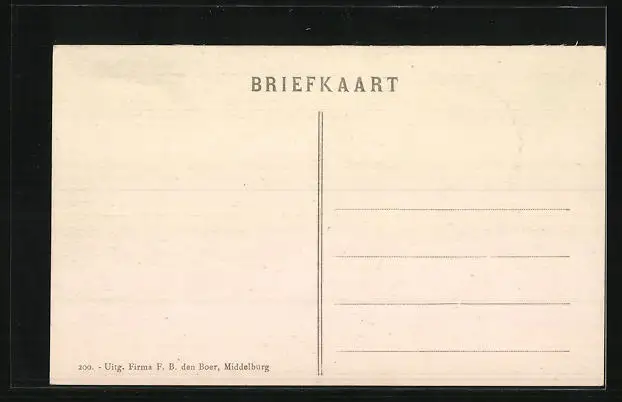 BRIEFKAART
200. - Uitg. Firma F. B. den Boer, Middelburg